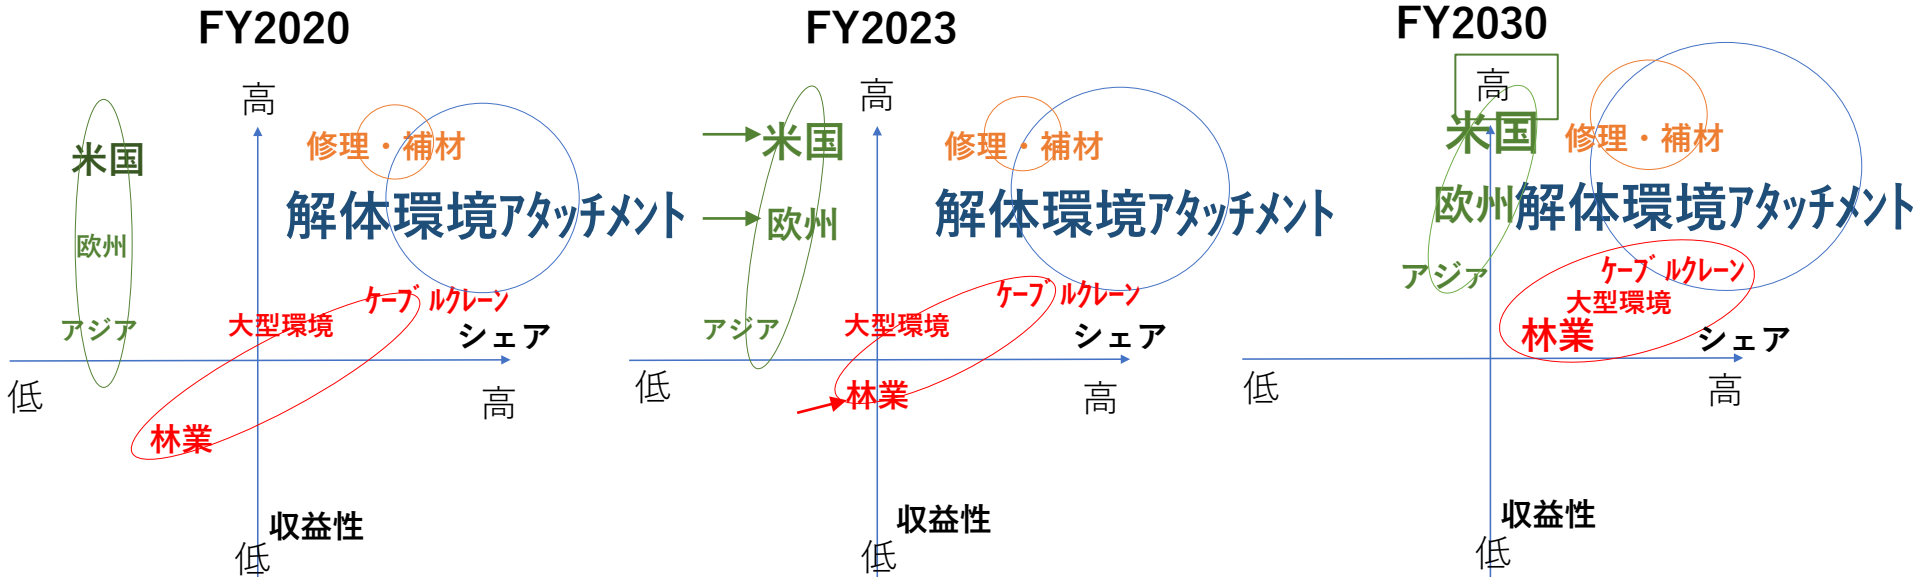 FY2020
高
修理・補材
米国
解体環境ｱﾀｯﾁﾒﾝﾄ
欧州
ｹｰﾌﾞﾙｸﾚｰﾝ
大型環境
アジア
シェア
低
高
林業
収益性
低
FY2023
高
米国
修理・補材
解体環境ｱﾀｯﾁﾒﾝﾄ
欧州
ｹｰﾌﾞﾙｸﾚｰﾝ
大型環境
アジア
シェア
低
高
林業
収益性
低
FY2030
高
米国
修理・補材
欧州
解体環境ｱﾀｯﾁﾒﾝﾄ
アジァ
ｹｰﾌﾞﾙｸﾚｰﾝ
大型環境
林業
シェア
低
高
収益性
低